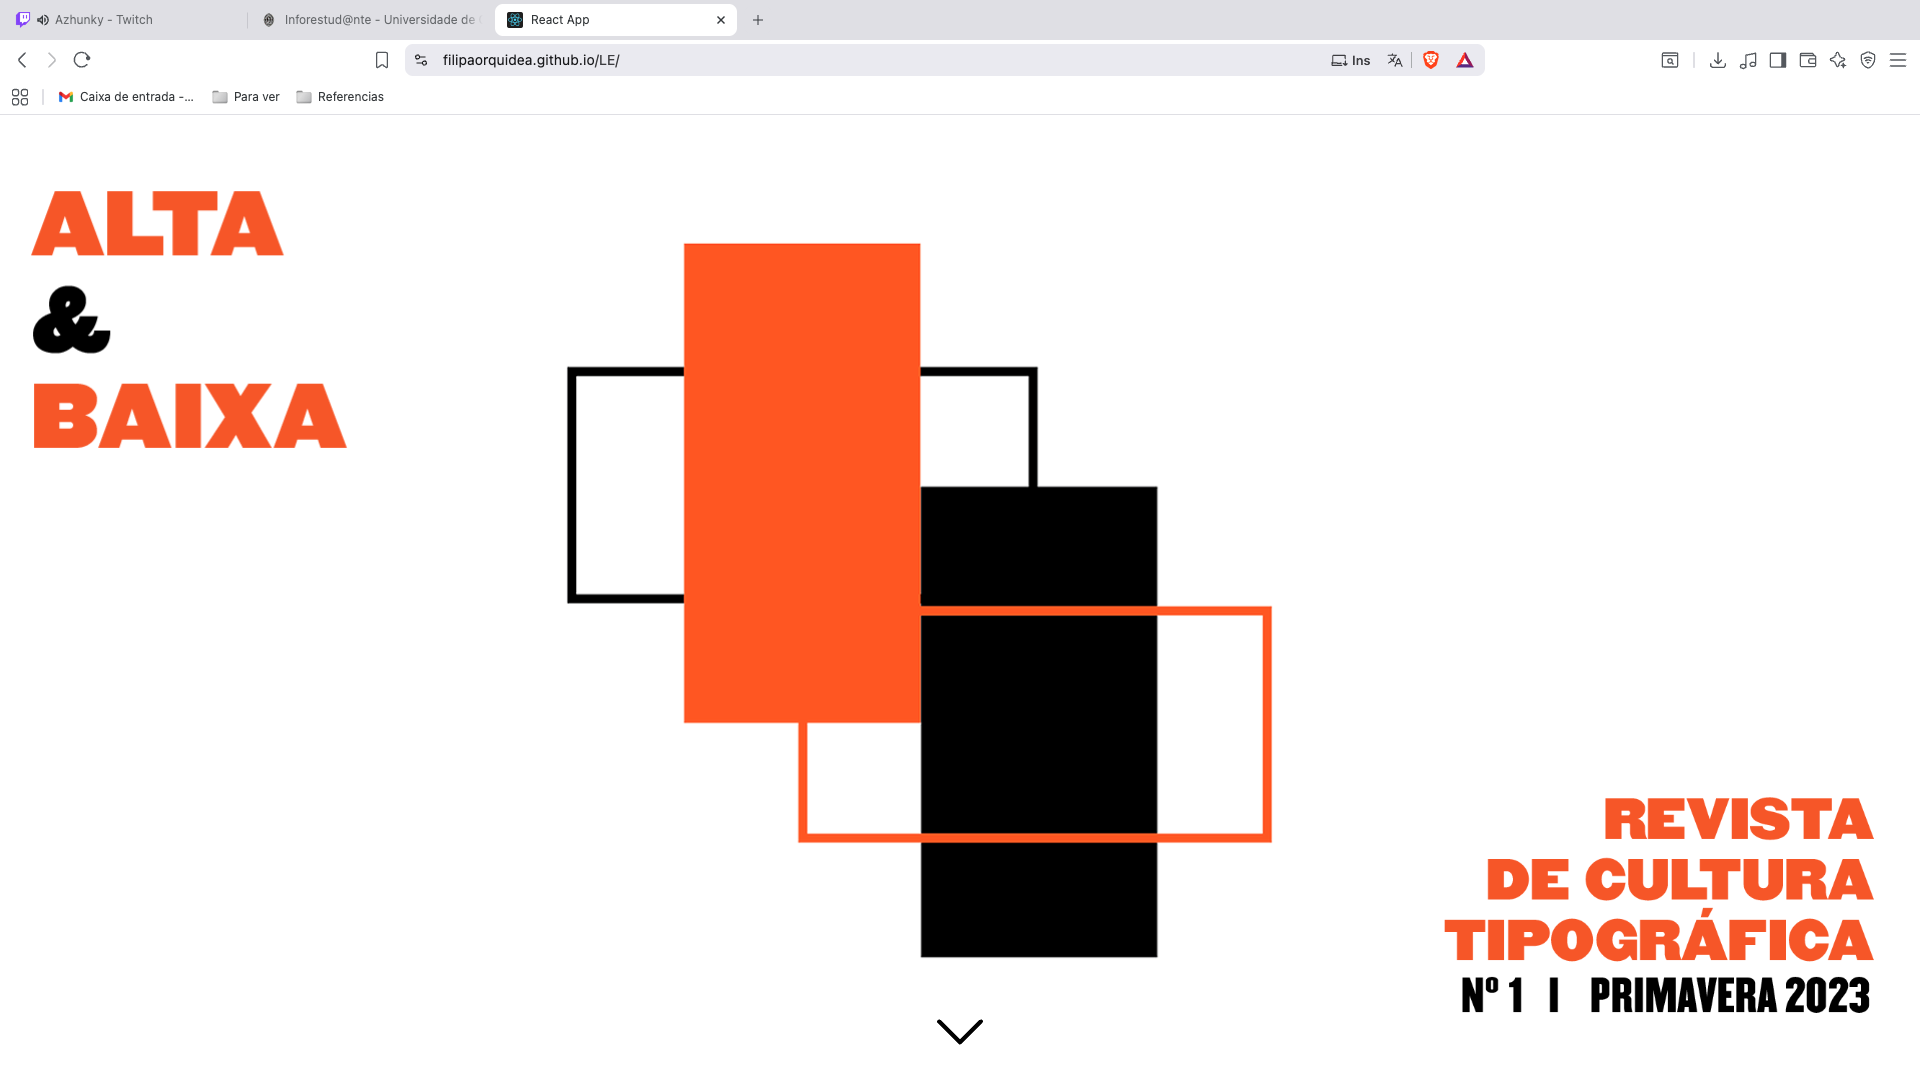 Azhunky - Twitch
Inforestud@nte - Universidade de
React App
filipaorquidea.github.io/LE/
Ins
Caixa de entrada -...
Para ver
Referencias
ALTA
&
BAIXA
REVISTA
DE CULTURA
TIPOGRÁFICA
Nº 1 I PRIMAVERA 2023